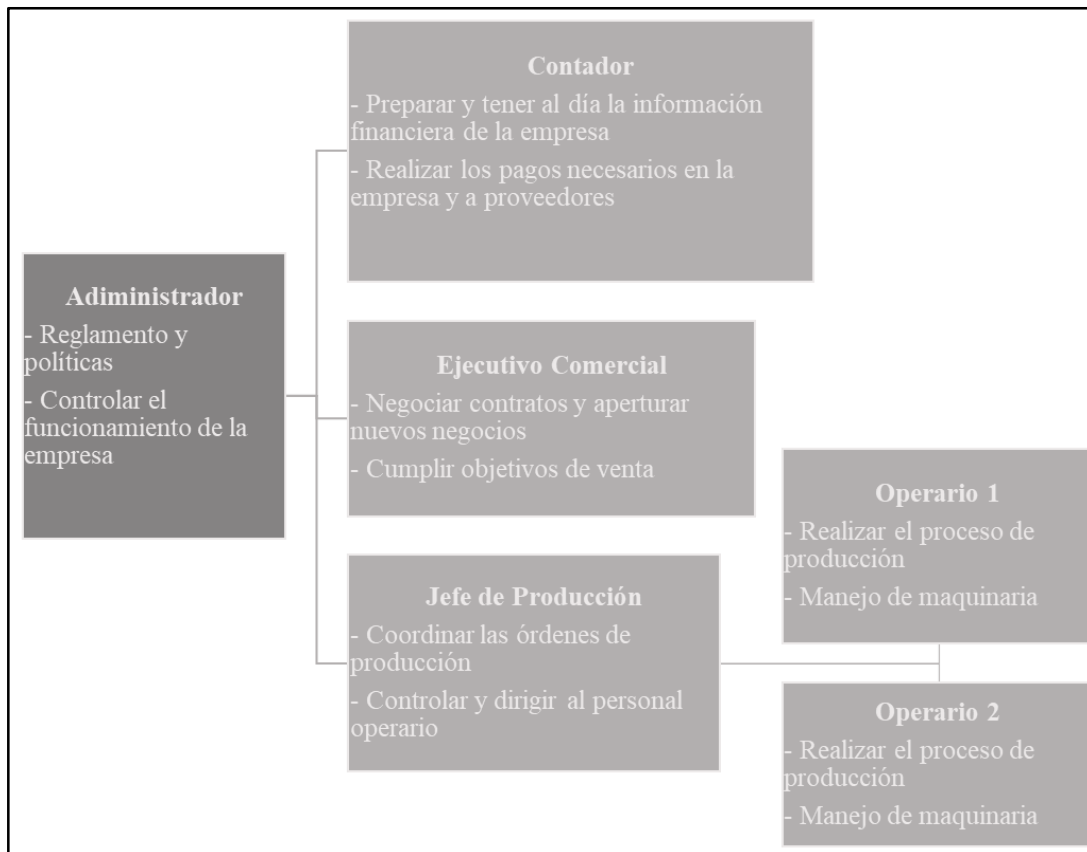 Contador
- Preparar y tener al día la información
financiera de la empresa
- Realizar los pagos necesarios en la
empresa y a proveedores
Adiministrador
- Reglamento y
políticas
- Controlar el
funcionamiento de la
empresa
Ejecutivo Comercial
- Negociar contratos y aperturar
nuevos negocios
- Cumplir objetivos de venta
Jefe de Producción
- Coordinar las órdenes de
producción
- Controlar y dirigir al personal
operario
Operario 1
- Realizar el proceso de
producción
- Manejo de maquinaria
Operario 2
- Realizar el proceso de
producción
- Manejo de maquinaria